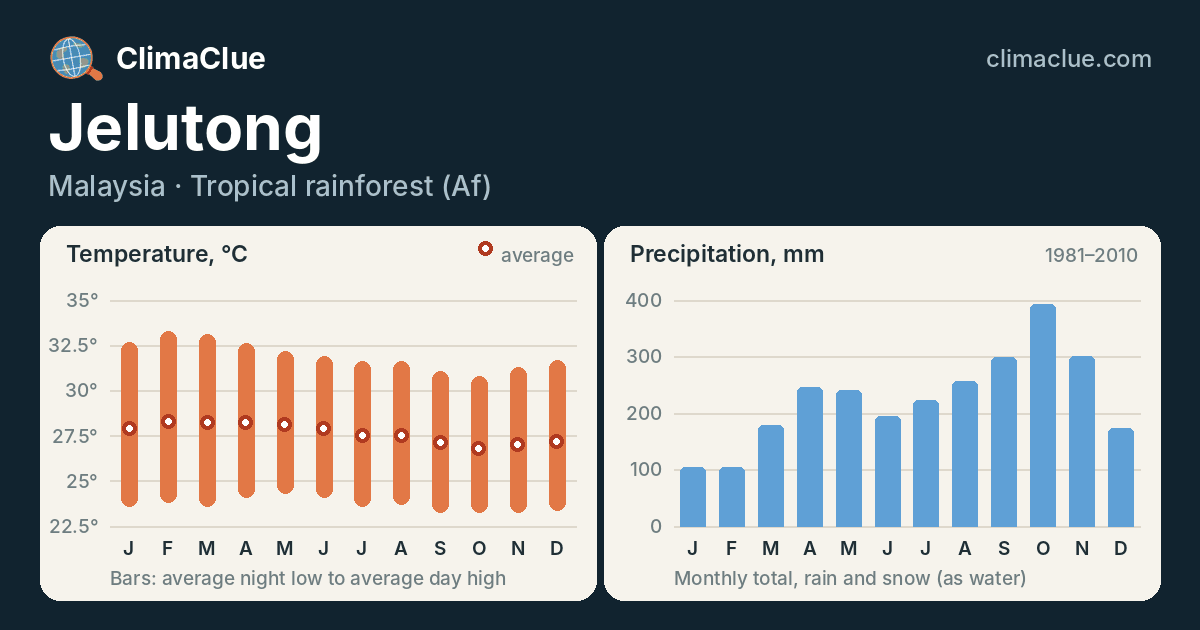 ClimaClue
climaclue.com
Jelutong
Malaysia · Tropical rainforest (Af)
Temperature, °C
average
35°
32.5°
30°
27.5°
25°
22.5°
J F M A M J J A S O N D
Bars: average night low to average day high
Precipitation, mm
1981–2010
400
300
200
100
0
J F M A M J J A S O N D
Monthly total, rain and snow (as water)